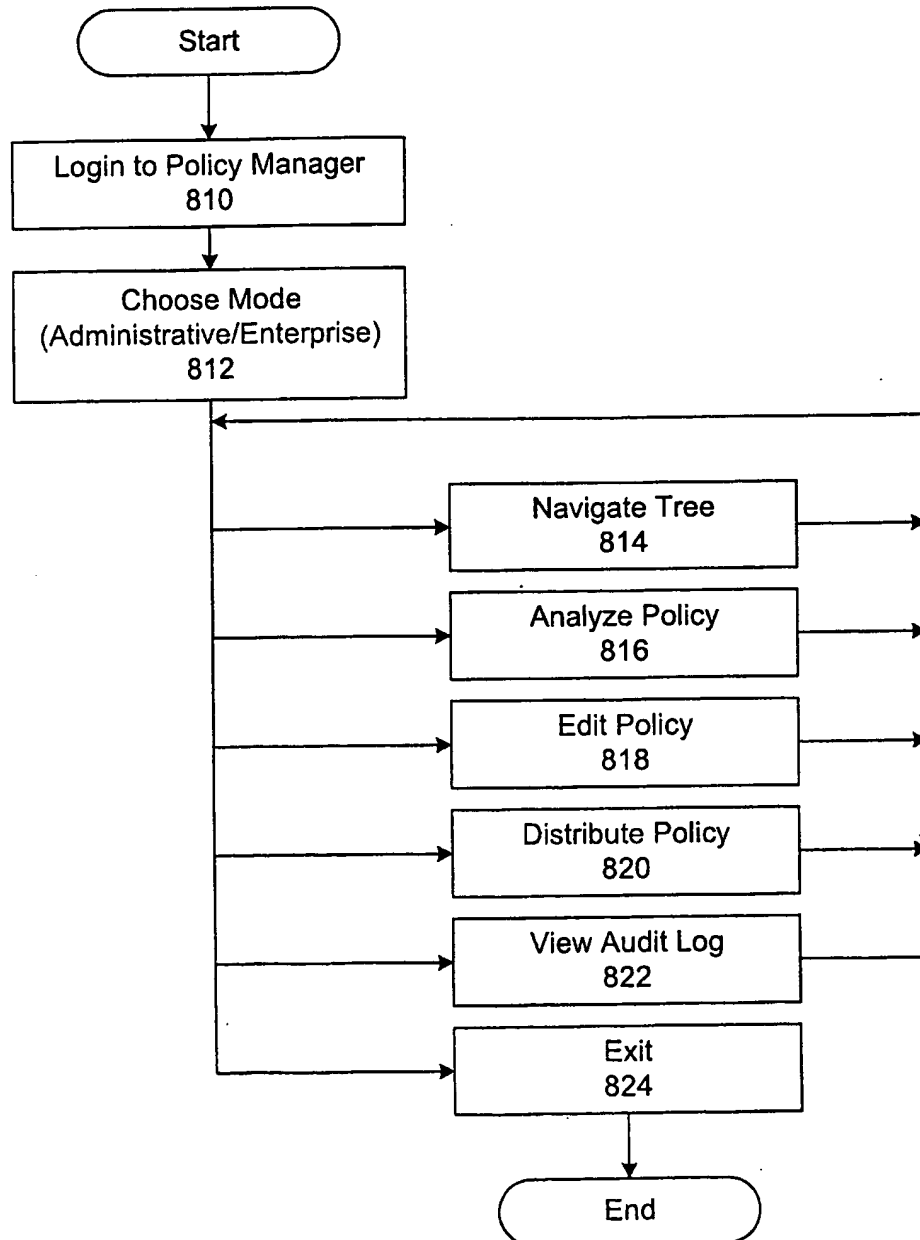 Start
Login to Policy Manager
810
Choose Mode
(Administrative/Enterprise)
812
Navigate Tree
814
Analyze Policy
816
Edit Policy
818
Distribute Policy
820
View Audit Log
822
Exit
824
End